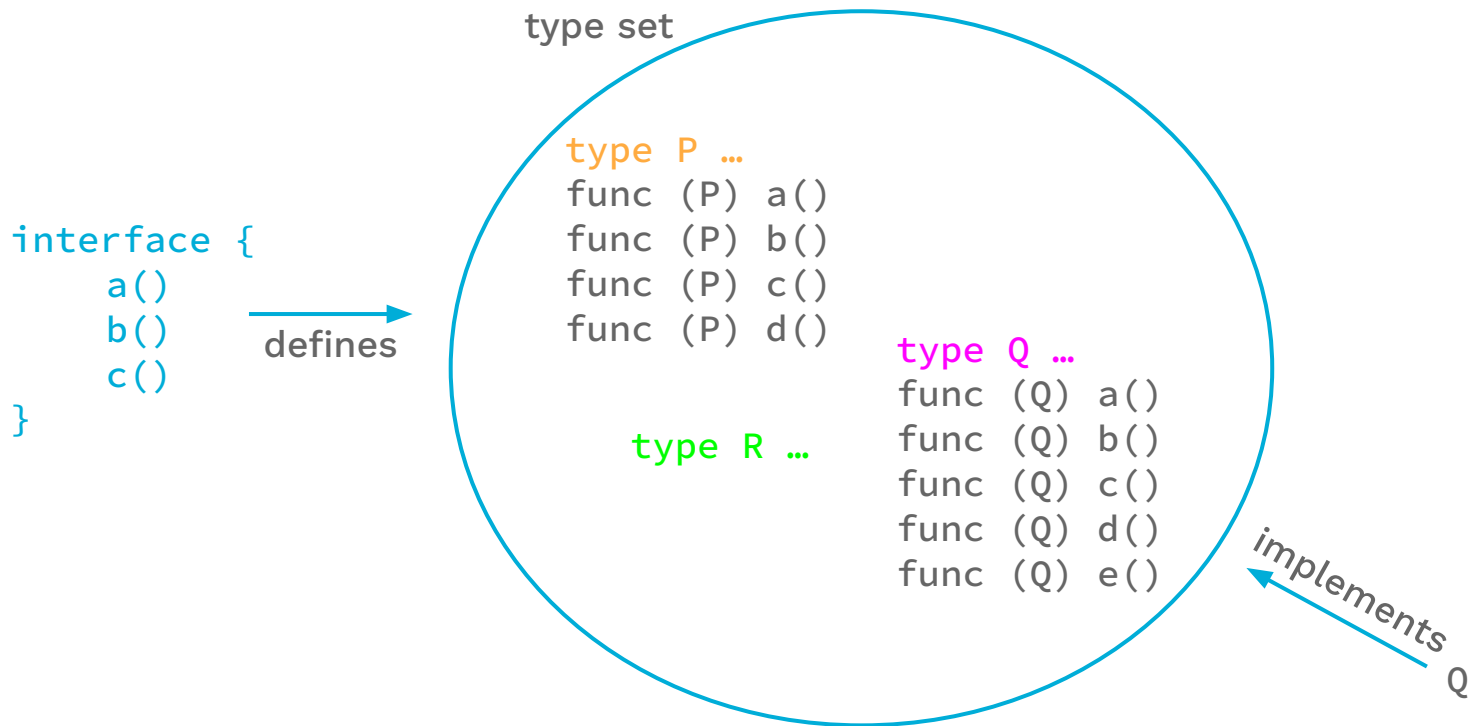 type set
interface {
a()
b()
c()
}
defines
type P …
func (P) a()
func (P) b()
func (P) c()
func (P) d()
type R …
type Q …
func (Q) a()
func (Q) b()
func (Q) c()
func (Q) d()
func (Q) e()
implements
Q